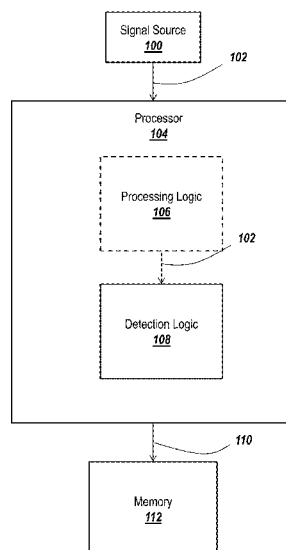 Signal Source
100
102
Processor
104
Processing Logic
106
102
Detection Logic
108
110
Memory
112